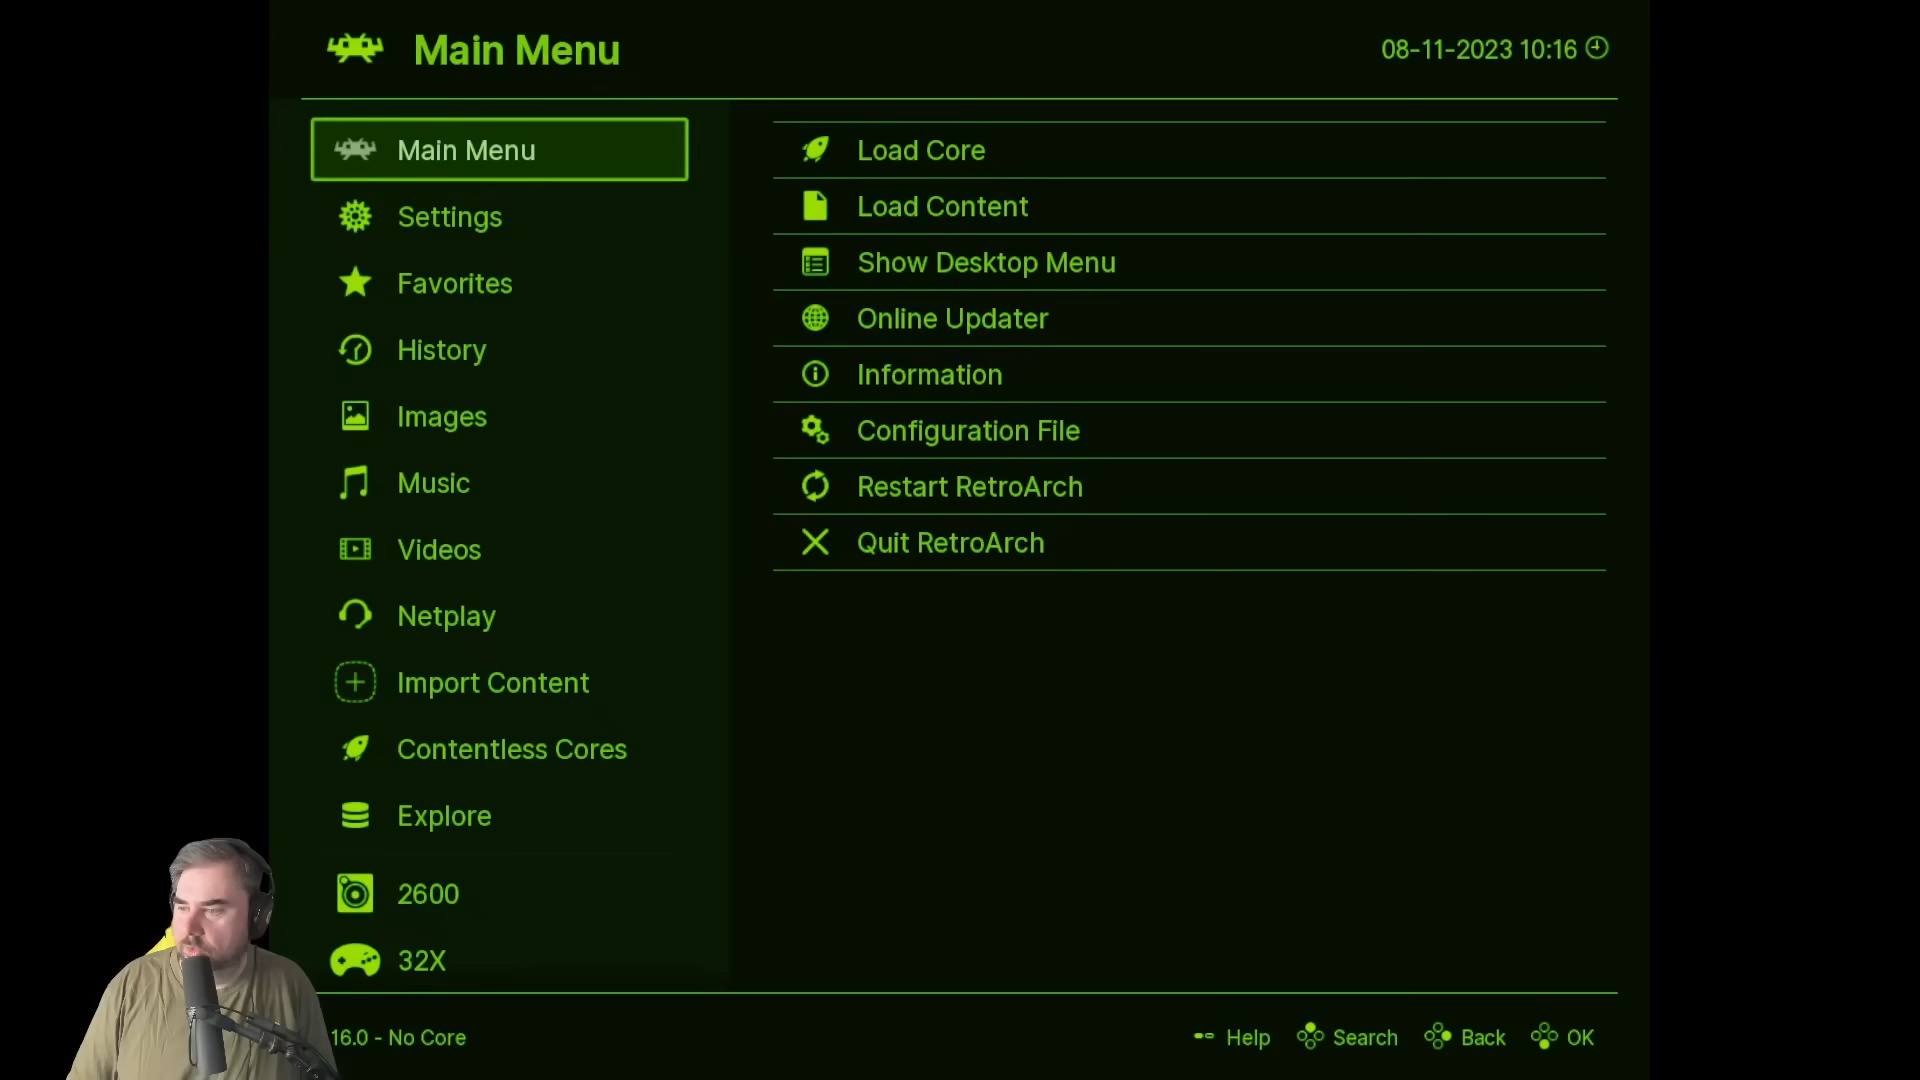 Main Menu
08-11-2023 10:16
Main Menu
Settings
Favorites
History
Images
Music
Videos
Netplay
Import Content
Contentless Cores
Explore
2600
32X
Load Core
Load Content
Show Desktop Menu
Online Updater
Information
Configuration File
Restart RetroArch
Quit RetroArch
16.0 - No Core
Help
Search
Back
OK